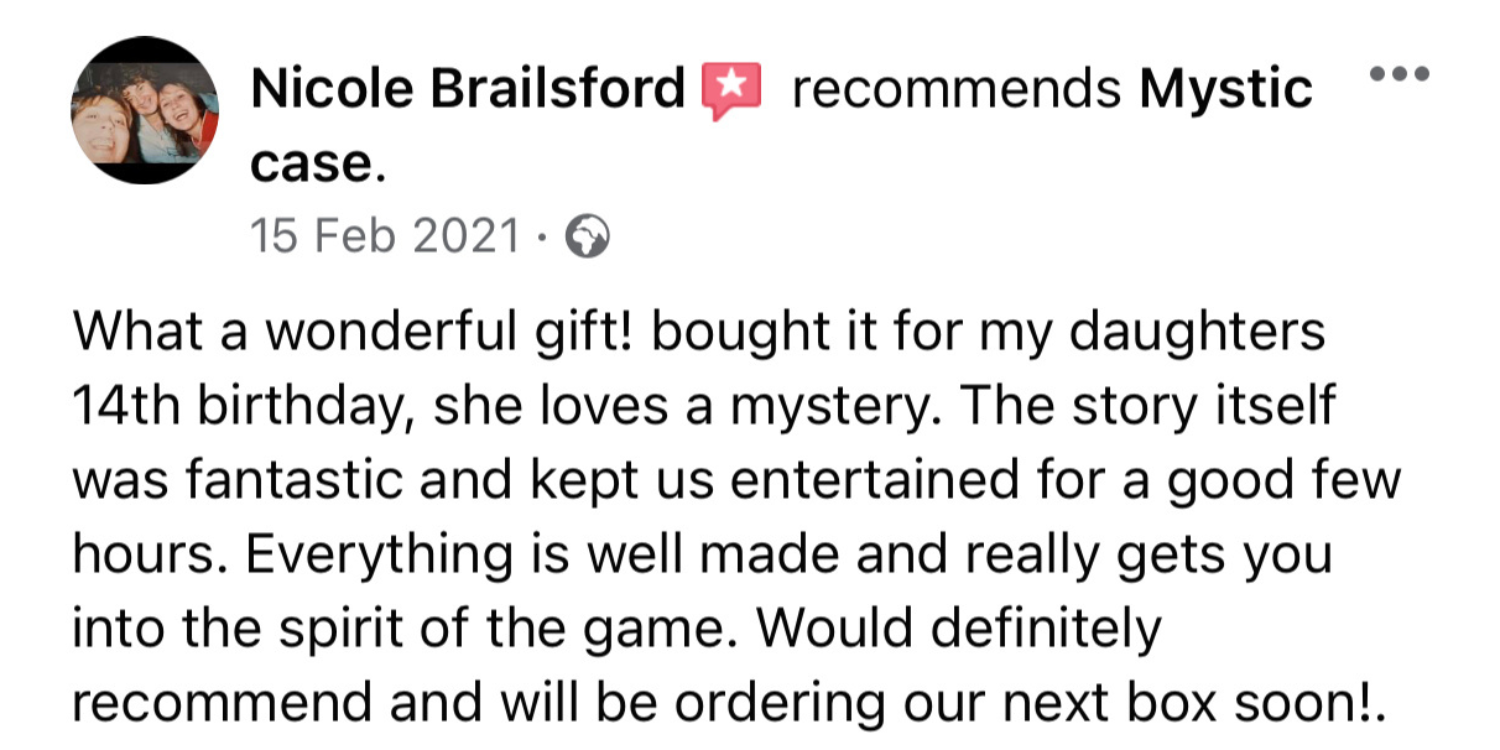 Nicole Brailsford recommends Mystic
case.
15 Feb 2021 ·
What a wonderful gift! bought it for my daughters
14th birthday, she loves a mystery. The story itself
was fantastic and kept us entertained for a good few
hours. Everything is well made and really gets you
into the spirit of the game. Would definitely
recommend and will be ordering our next box soon!.